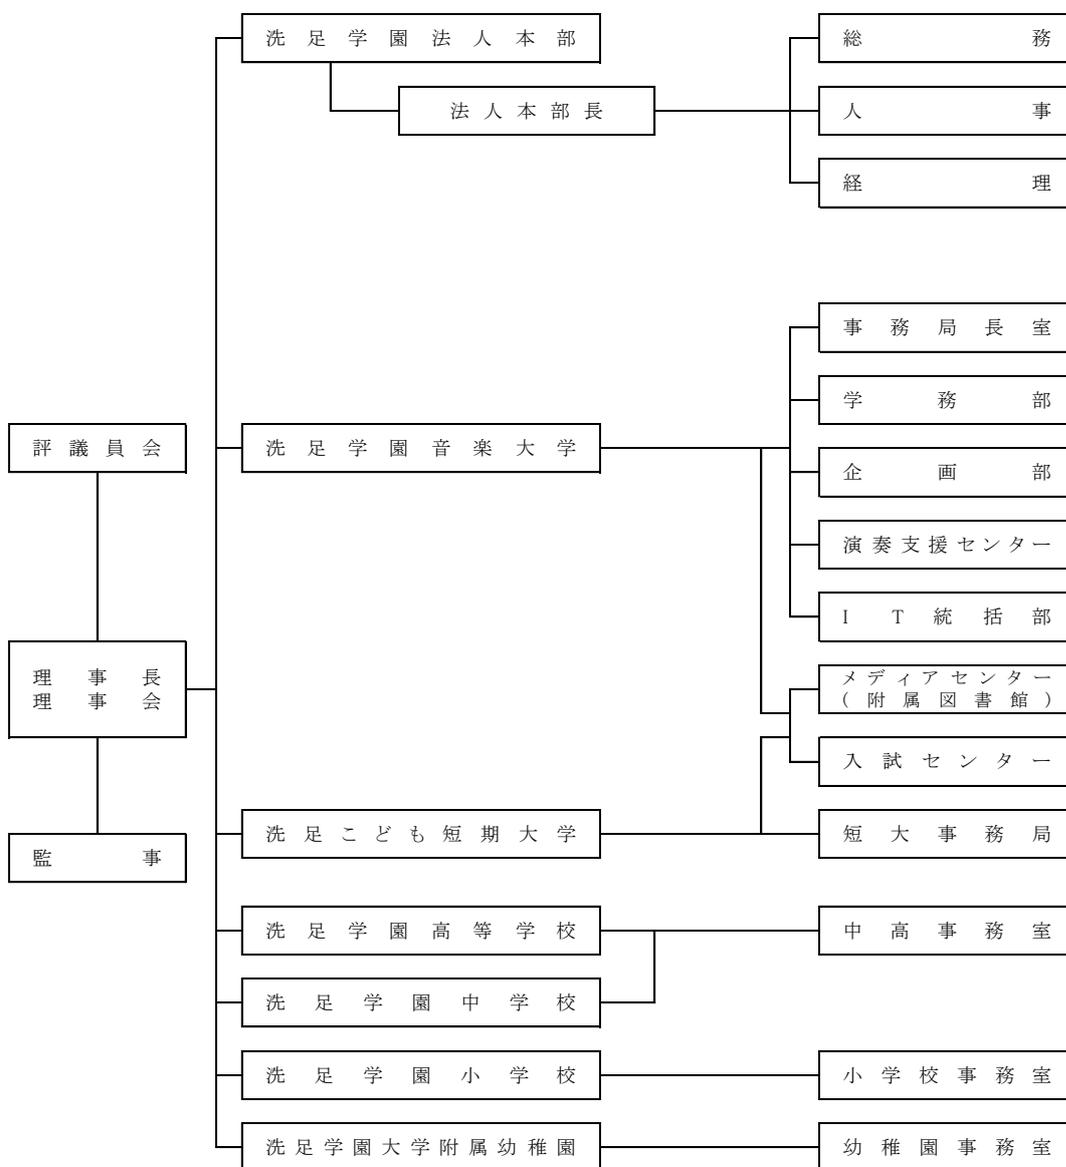 洗足学園法人本部
総務
法人本部長
人事
経理
事務局長室
学務部
評議員会
洗足学園音楽大学
企画部
演奏支援センター
IT統括部
理事長
理事会
メディアセンター
(附属図書館)
入試センター
洗足こども短期大学
短大事務局
監事
洗足学園高等学校
中高事務室
洗足学園中学校
洗足学園小学校
小学校事務室
洗足学園大学附属幼稚園
幼稚園事務室